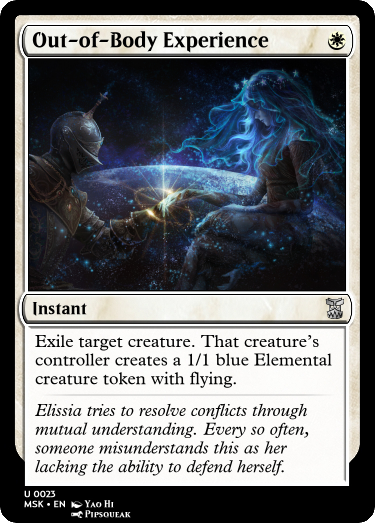 Out-of-Body Experience
Instant
Exile target creature. That creature's
controller creates a 1/1 blue Elemental
creature token with flying.
Elissia tries to resolve conflicts through
mutual understanding. Every so often,
someone misunderstands this as her
lacking the ability to defend herself.
U 0023
MSK • EN Yao Hi
Pipsqueak